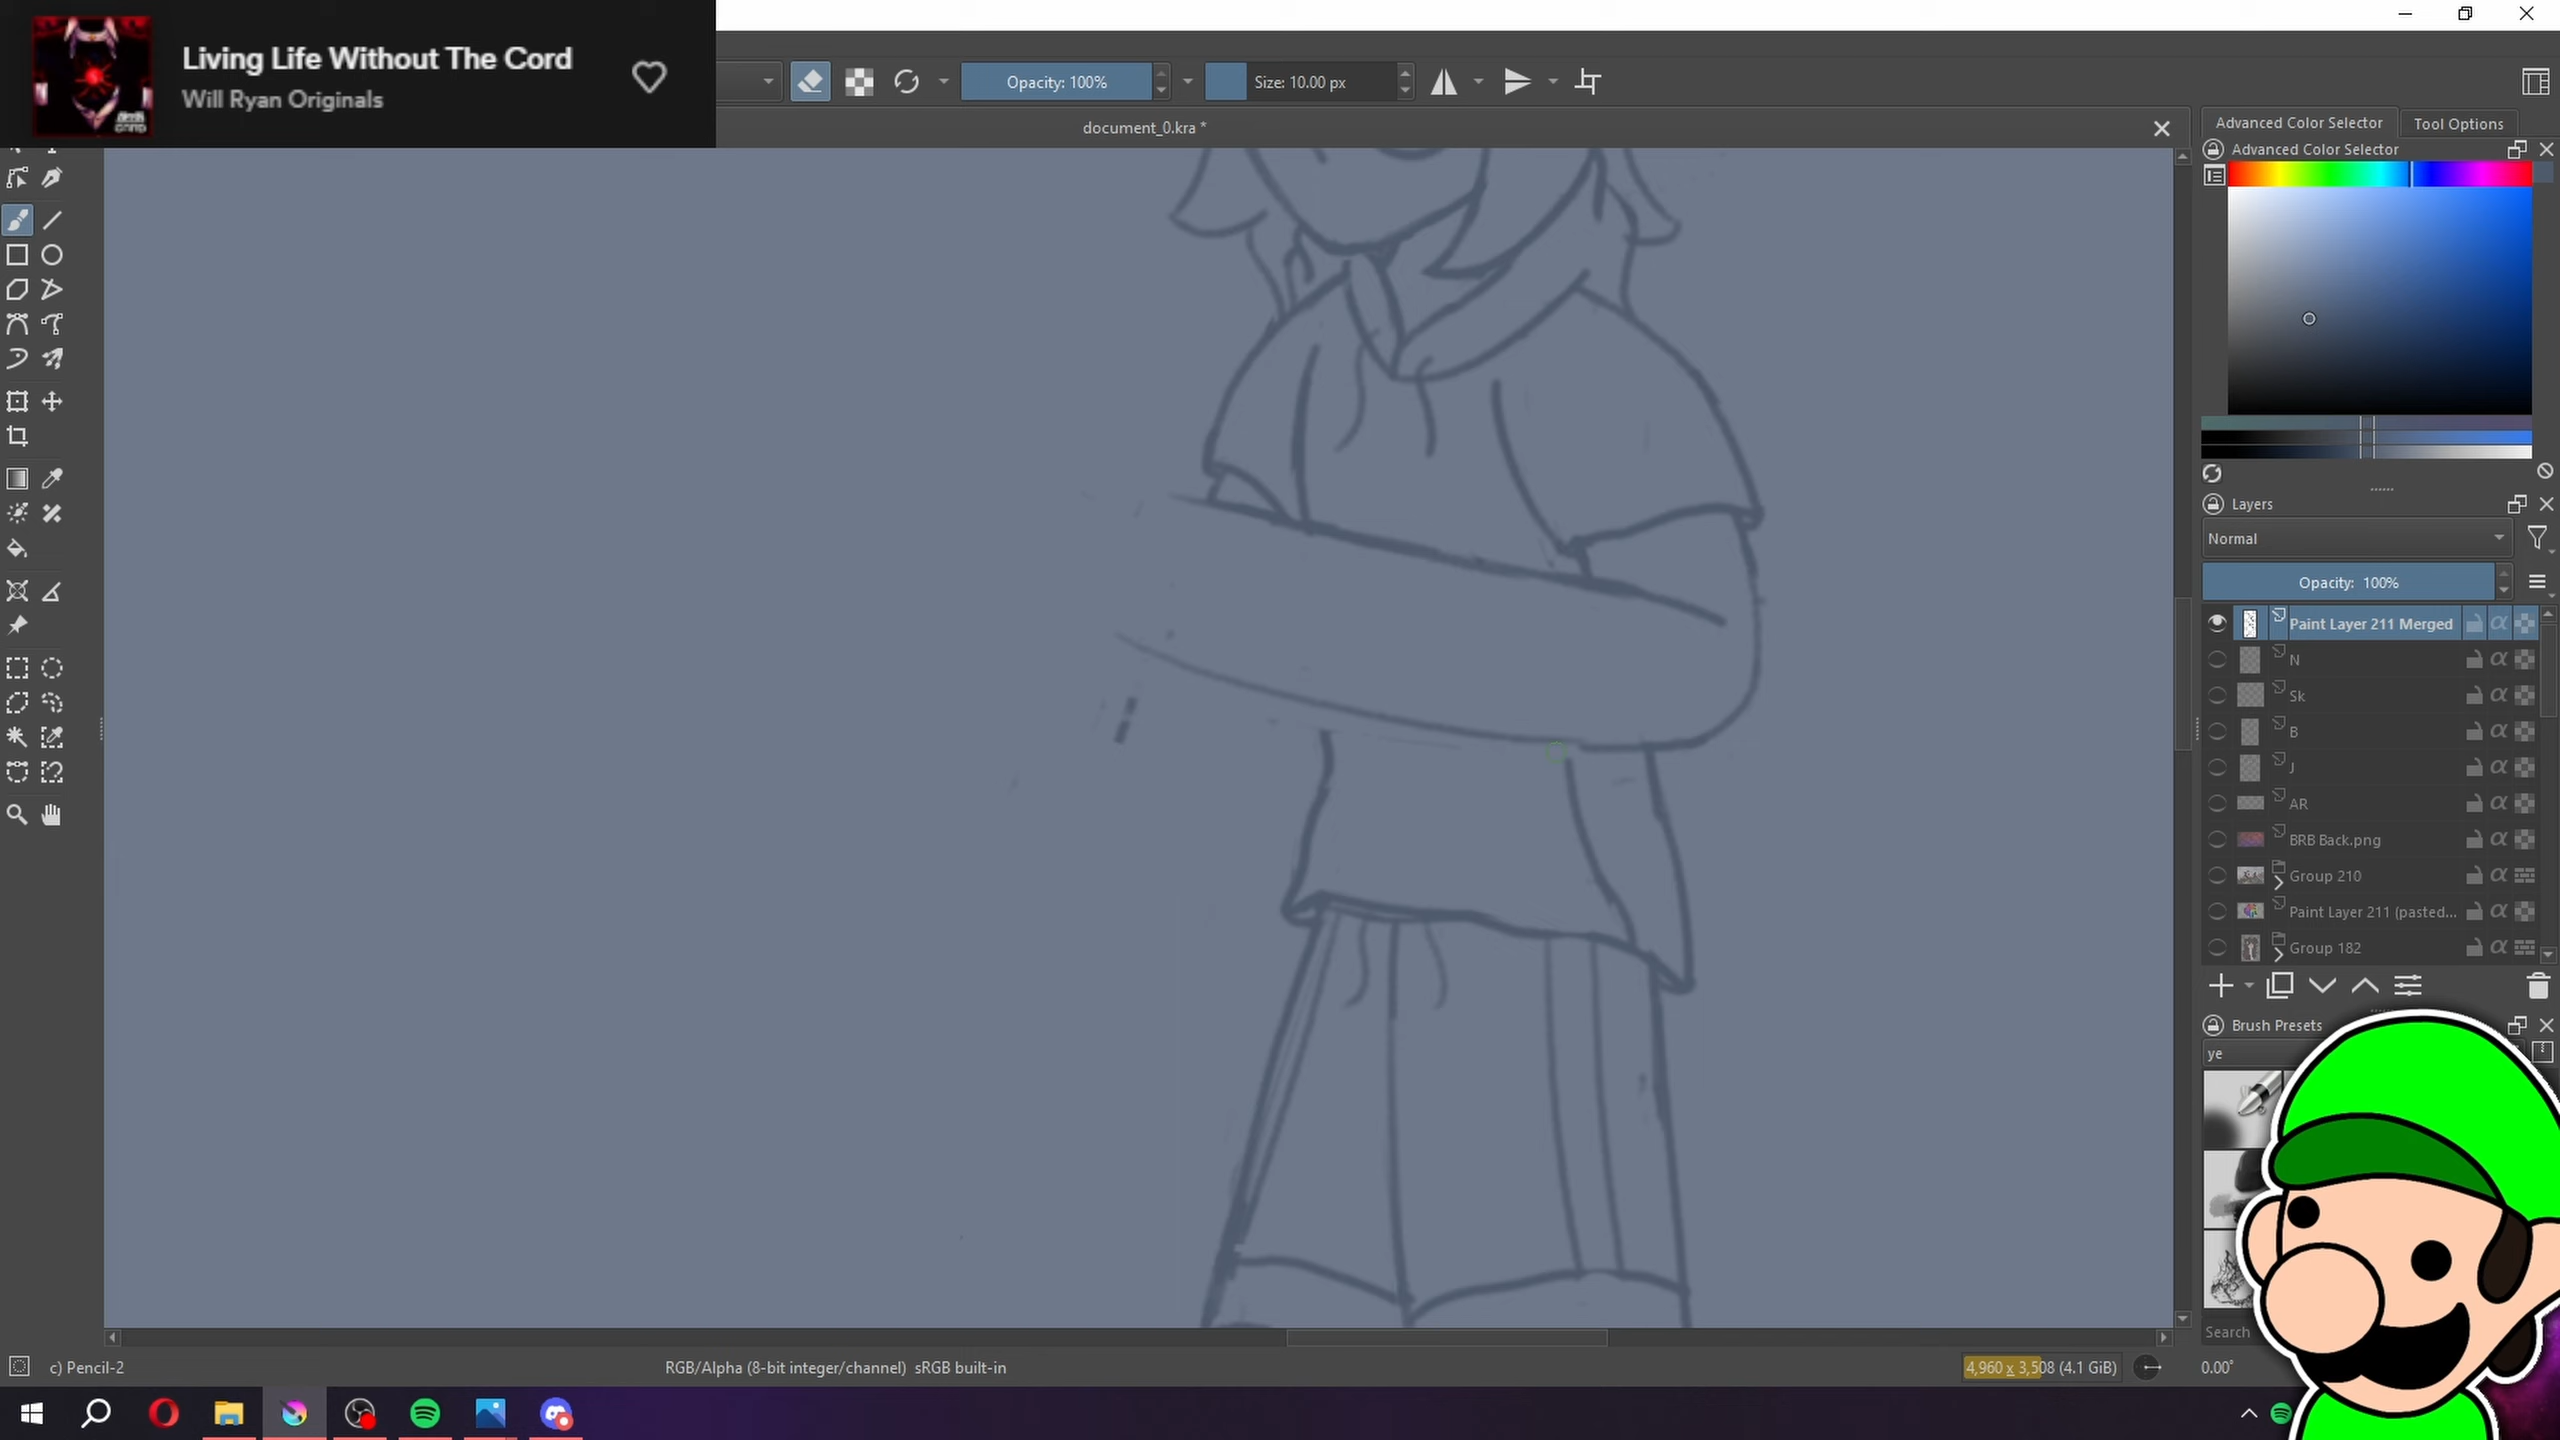 Living Life Without The Cord
Will Ryan Originals
Opacity: 100%
Size: 10.00 px
document_0.kra *
Advanced Color Selector
Tool Options
Advanced Color Selector
Layers
Normal
Opacity: 100%
Paint Layer 211 Merged
N
Sk
B
J
AR
BRB Back.png
Group 210
Paint Layer 211 (pasted...
Group 182
Brush Presets
ye
Search
c) Pencil-2
RGB/Alpha (8-bit integer/channel) sRGB built-in
4,960 x 3,508 (4.1 GiB)
0.00°